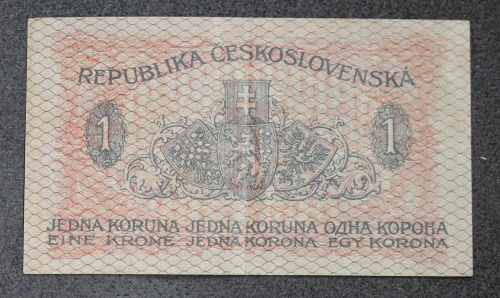 REPUBLIKA ČESKOSLOVENSKÁ
1 1
JEDNA KORUNA JEDNA KORUNA ОДНА КОРОНА
EINE KRONE JEDNA KORONA EGY KORONA